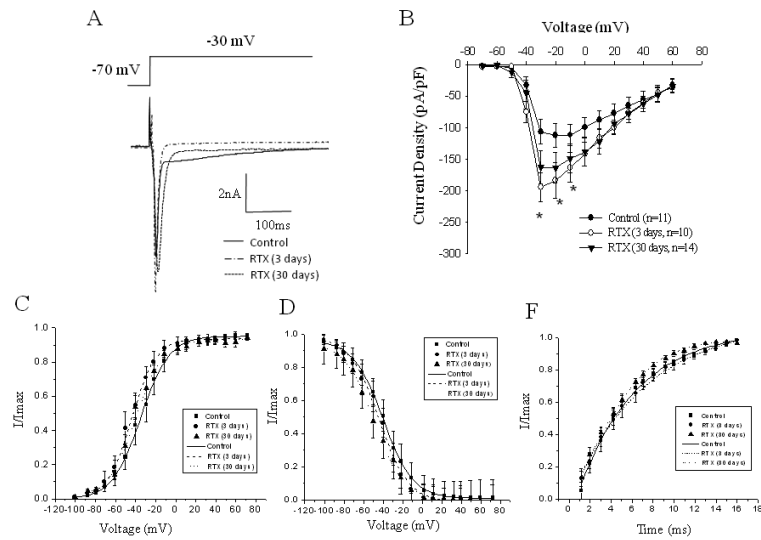 A
-30 mV
-70 mV
2nA
100ms
Control
RTX (3 days)
RTX (30 days)
B
Voltage (mV)
-80 -60 -40 -20 0 20 40 60 80
0
-50
-100
-150
-200
-250
-300
Current Density (pA/pF)
* * *
Control (n=11)
RTX (3 days, n=10)
RTX (30 days, n=14)
C
I/Imax
1.0
0.8
0.6
0.4
0.2
0.0
Control
RTX (3 days)
RTX (30 days)
Control
RTX (3 days)
RTX (30 days)
-120-100 -80 -60 -40 -20 0 20 40 60 80
Voltage (mV)
D
I/Imax
1.0
0.8
0.6
0.4
0.2
0.0
Control
RTX (3 days)
RTX (30 days)
Control
RTX (3 days)
RTX (30 days)
-120-100 -80 -60 -40 -20 0 20 40 60 80
Voltage (mV)
F
I/Imax
1.0
0.8
0.6
0.4
0.2
0.0
Control
RTX (3 days)
RTX (30 days)
Control
RTX (3 days)
RTX (30 days)
0 2 4 6 8 10 12 14 16 18
Time (ms)